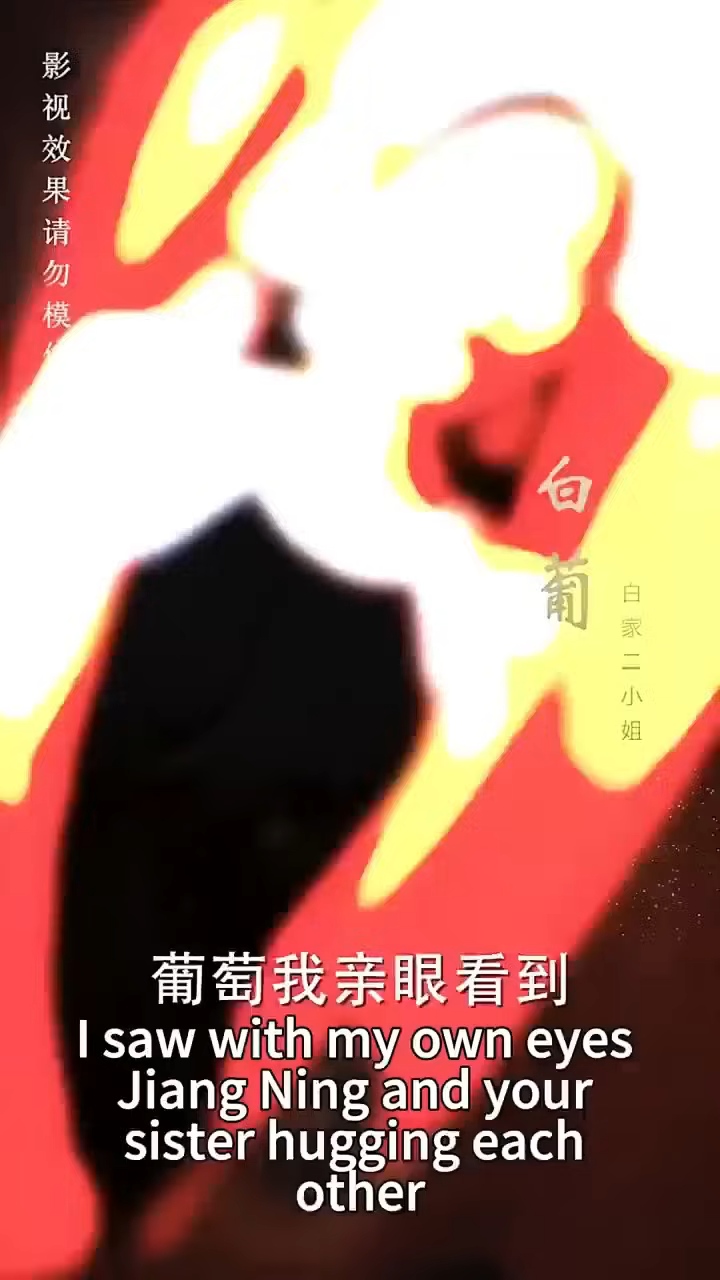 影视效果请勿模
白葡
白家二小姐
葡萄我亲眼看到
I saw with my own eyes
Jiang Ning and your
sister hugging each
other